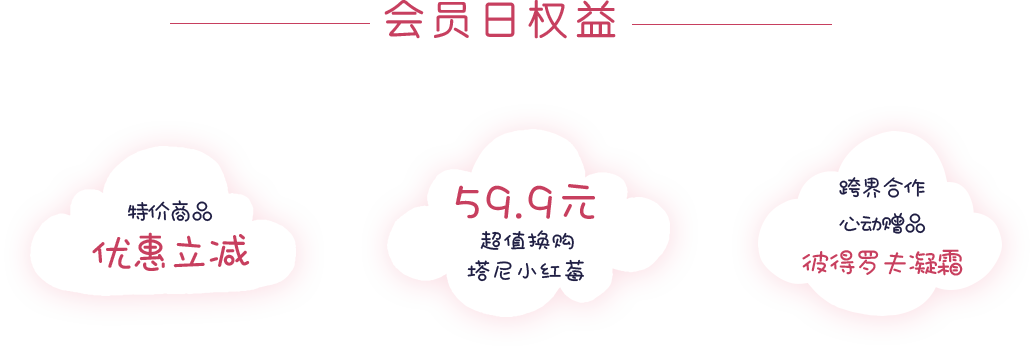 会员日权益
特价商品
优惠立减
59.9元
超值换购
塔尼小红莓
跨界合作
心动赠品
彼得罗夫凝霜